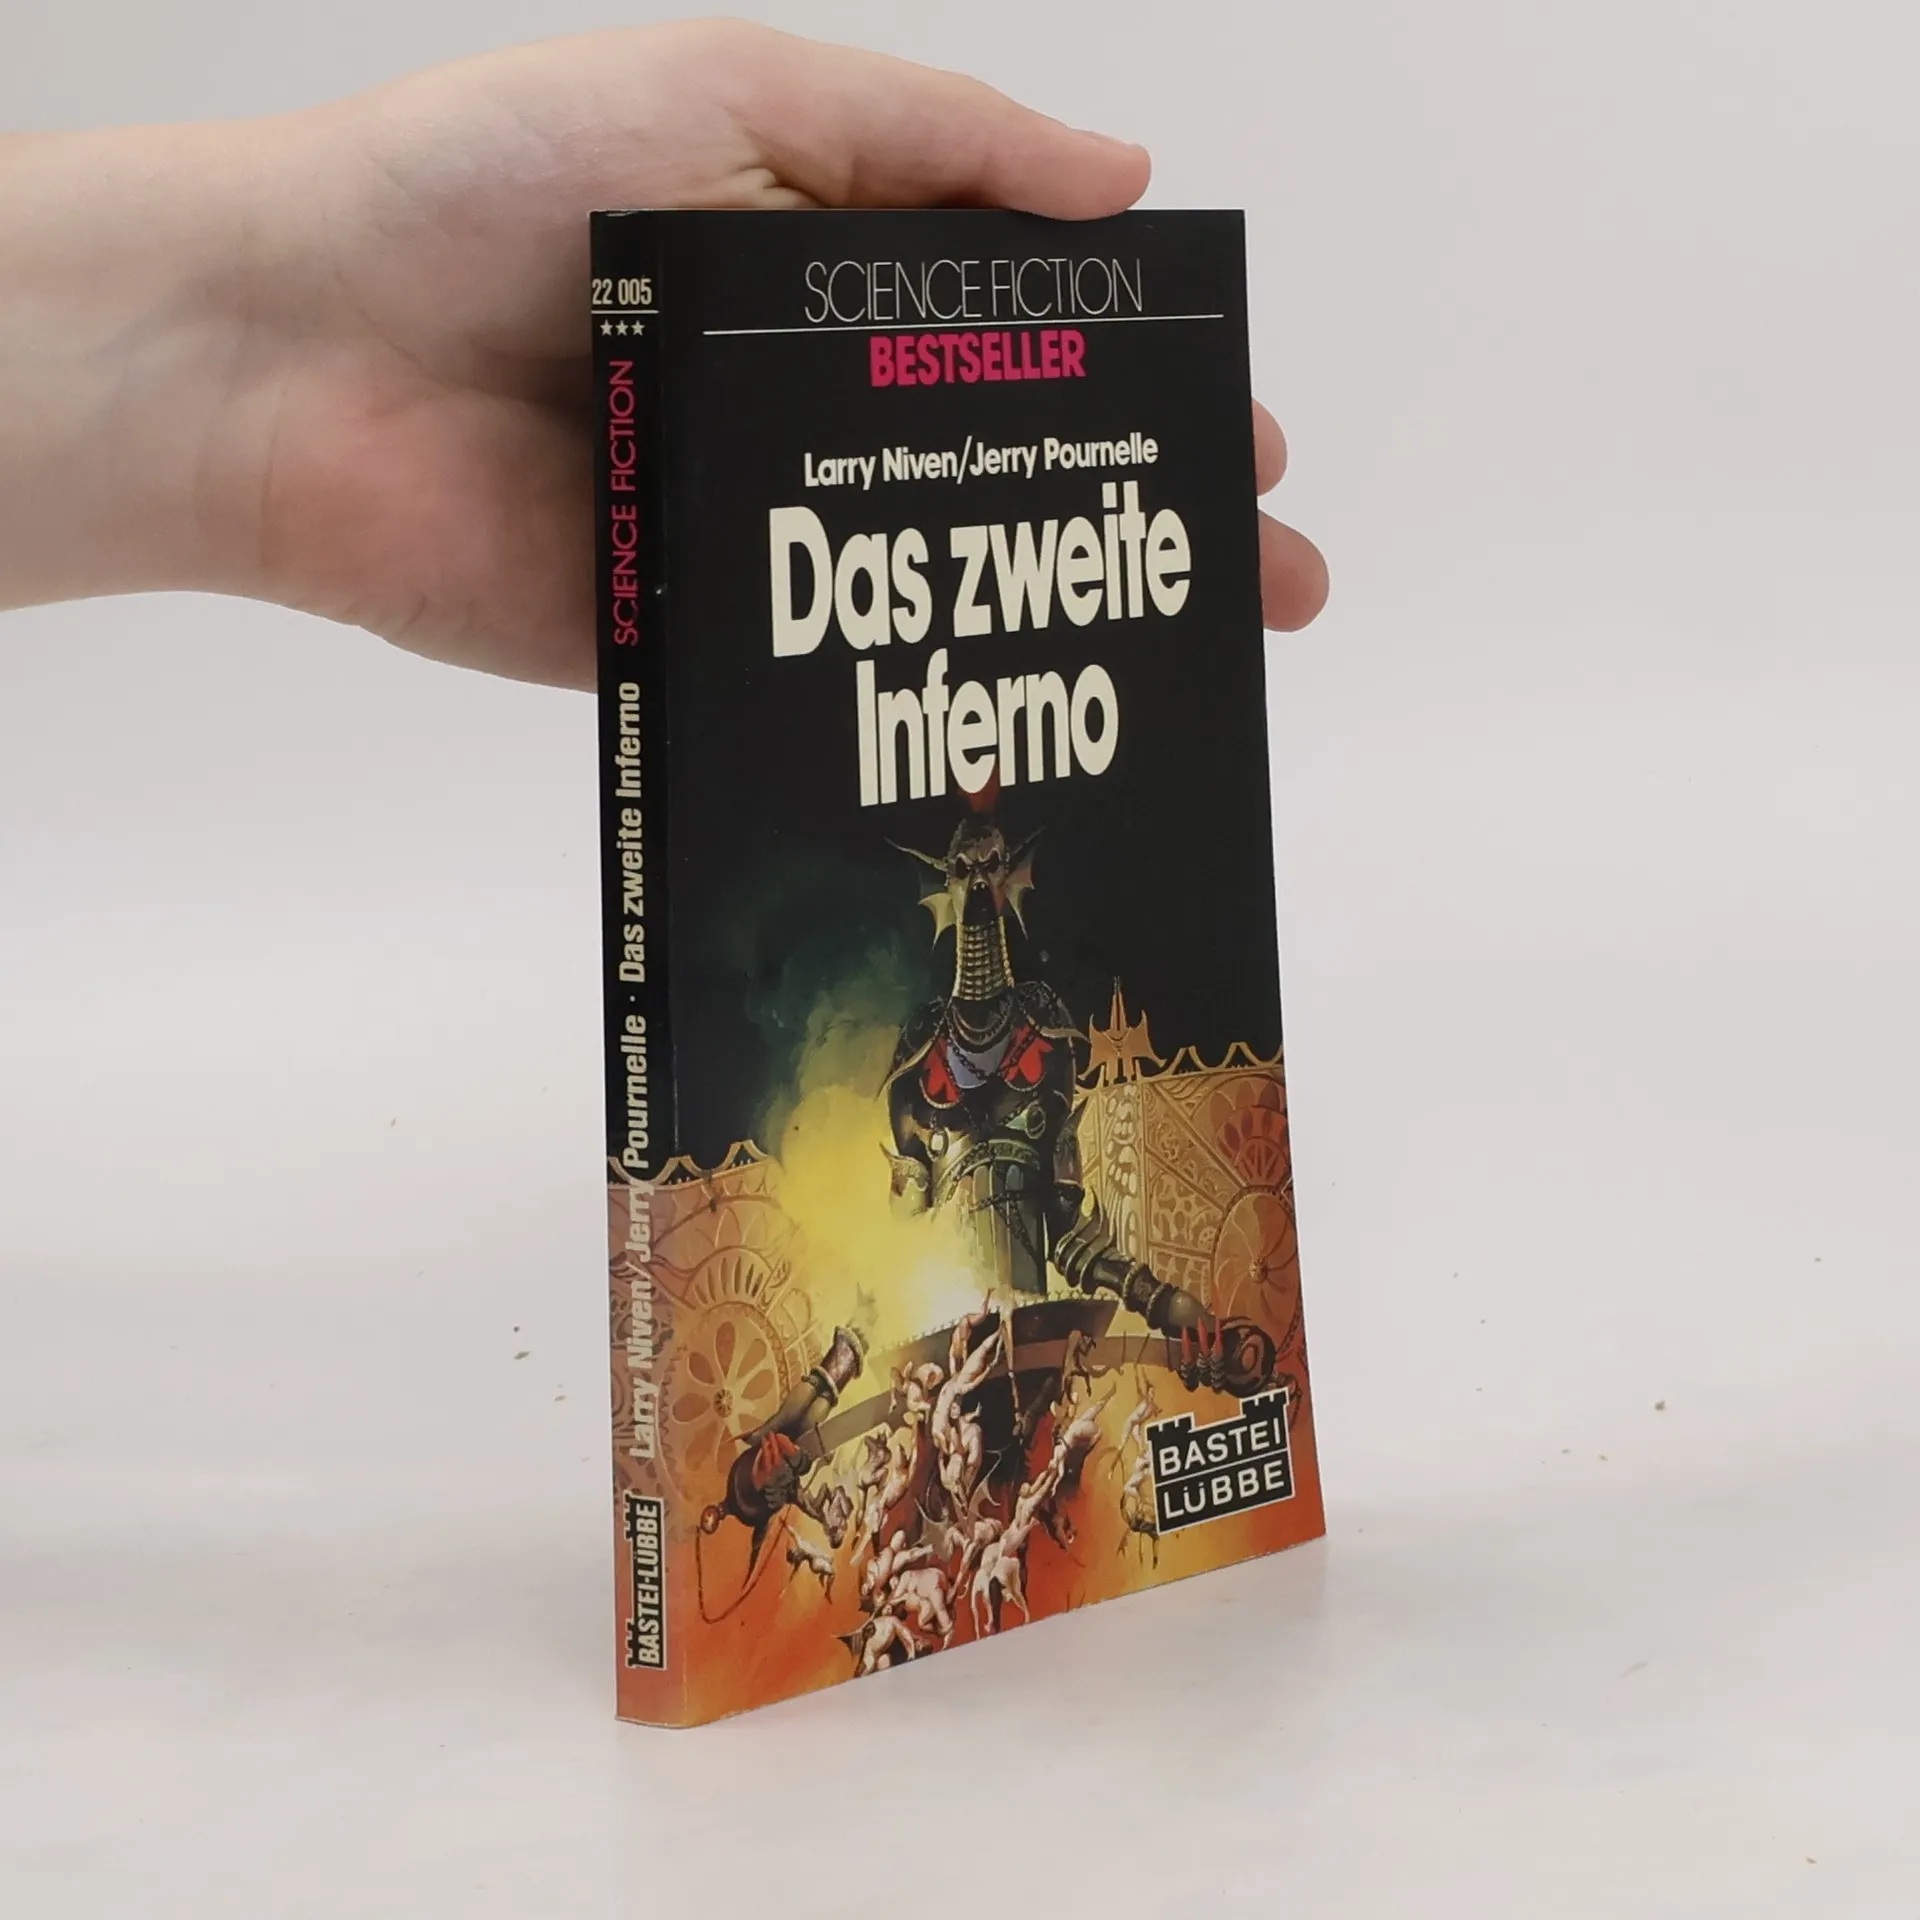 SCIENCE FICTION
BESTSELLER
Larry Niven/Jerry Pournelle
Das zweite
Inferno
BASTEI
LÜBBE
22 005
★★★
Larry Niven/Jerry Pournelle · Das zweite Inferno SCIENCE FICTION
BASTEI-LÜBBE